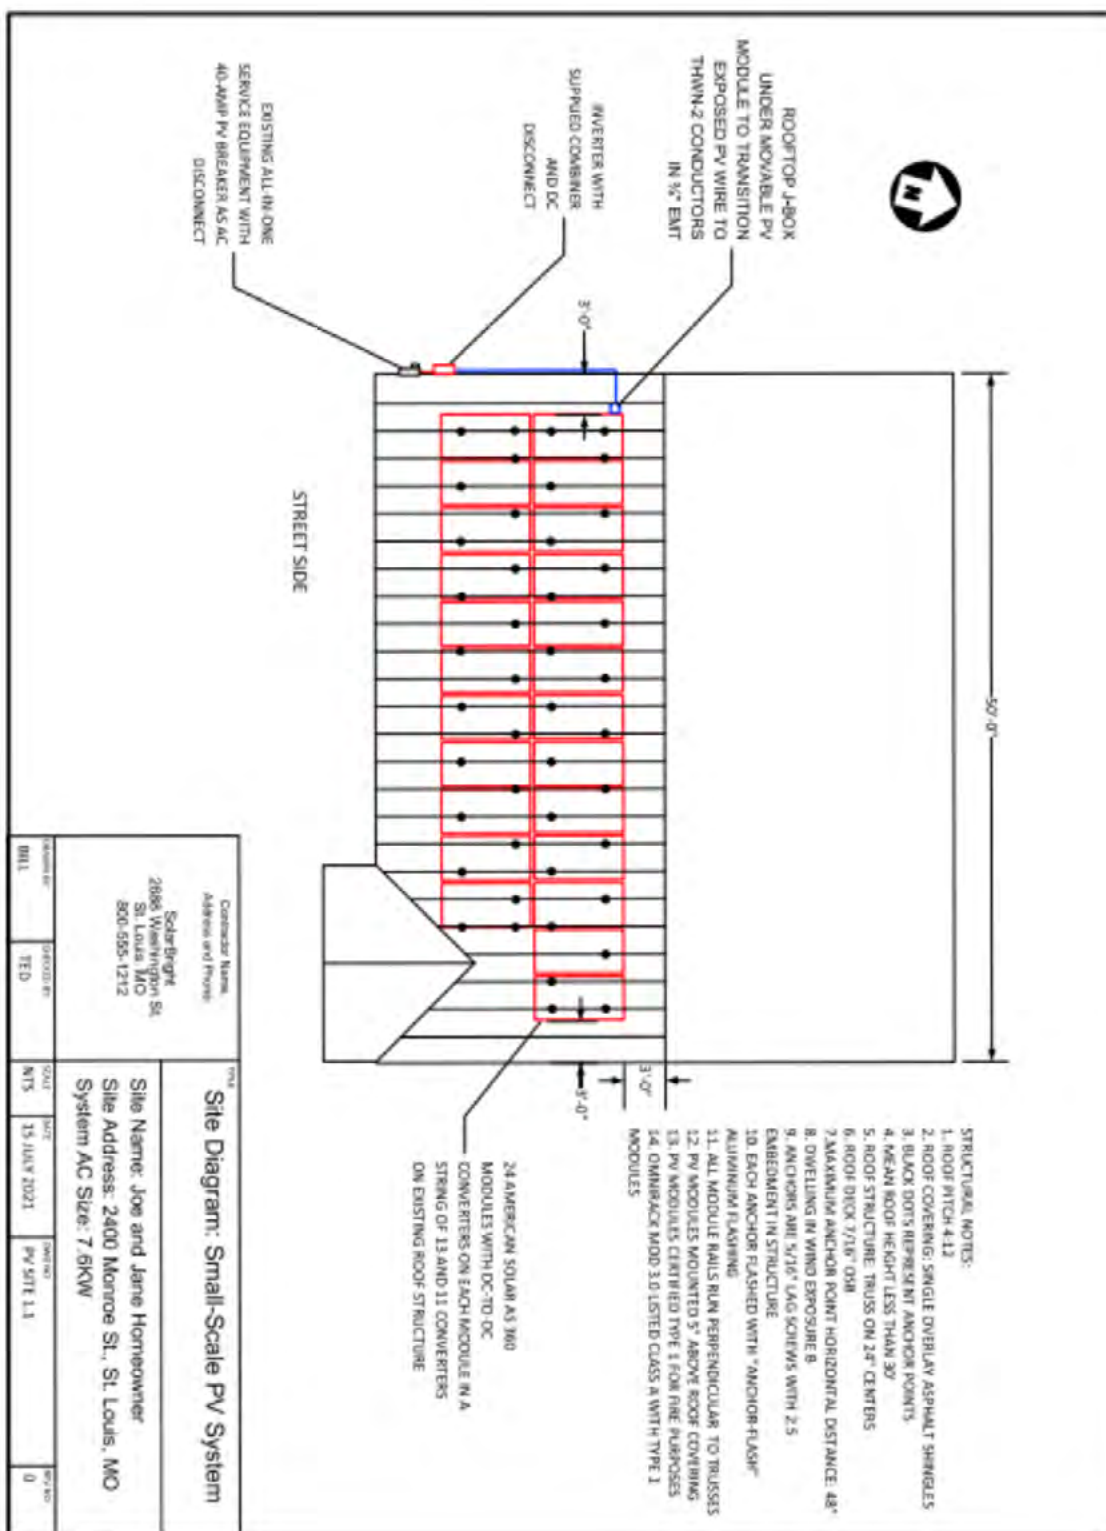 N
ROOFTOP J-BOX
UNDER MOVABLE PV
MODULE TO TRANSITION
EXPOSED PV WIRE TO
THWN-2 CONDUCTORS
IN ¾" EMT
INVERTER WITH
SUPPLIED COMBINER
AND DC
DISCONNECT
EXISTING ALL-IN-ONE
SERVICE EQUIPMENT WITH
40-AMP PV BREAKER AS AC
DISCONNECT
3'-0"
50'-0"
STREET SIDE
3'-0"
3'-0"
STRUCTURAL NOTES:
1. ROOF PITCH 4-12
2. ROOF COVERING: SINGLE OVERLAY ASPHALT SHINGLES
3. BLACK DOTS REPRESENT ANCHOR POINTS
4. MEAN ROOF HEIGHT LESS THAN 30'
5. ROOF STRUCTURE: TRUSS ON 24" CENTERS
6. ROOF DECK 7/16" OSB
7. MAXIMUM ANCHOR POINT HORIZONTAL DISTANCE: 48"
8. DWELLING IN WIND EXPOSURE B
9. ANCHORS ARE 5/16" LAG SCREWS WITH 2.5
EMBEDMENT IN STRUCTURE
10. EACH ANCHOR FLASHED WITH "ANCHOR-FLASH"
ALUMINUM FLASHING
11. ALL MODULE RAILS RUN PERPENDICULAR TO TRUSSES
12. PV MODULES MOUNTED 5" ABOVE ROOF COVERING
13. PV MODULES CERTIFIED TYPE 1 FOR FIRE PURPOSES
14. OMNIRACK MOD 3.0 LISTED CLASS A WITH TYPE 1
MODULES
24 AMERICAN SOLAR AS 360
MODULES WITH DC-TO-DC
CONVERTERS ON EACH MODULE IN A
STRING OF 13 AND 11 CONVERTERS
ON EXISTING ROOF STRUCTURE
Contractor Name,
Address and Phone:
SolarBright
2688 Washington St.
St. Louis, MO
800-555-1212
TITLE
Site Diagram: Small-Scale PV System
Site Name: Joe and Jane Homeowner
Site Address: 2400 Monroe St., St. Louis, MO
System AC Size: 7.6KW
BILL
TED
SCALE
NTS
DATE
15 JULY 2021
PV SITE 1.1
0